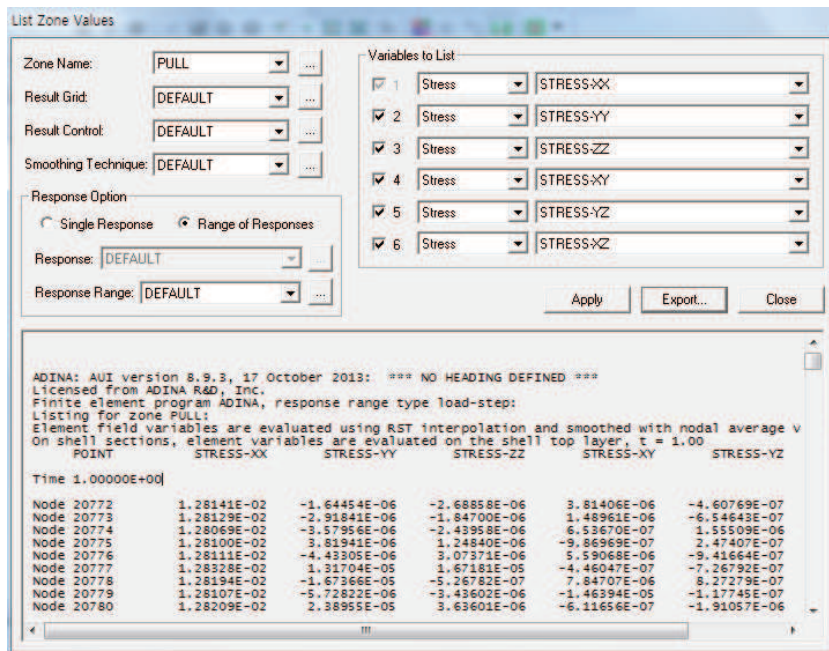 List Zone Values
Zone Name: PULL ...
Result Grid: DEFAULT ...
Result Control: DEFAULT ...
Smoothing Technique: DEFAULT ...
Response Option
Single Response Range of Responses
Response: DEFAULT ...
Response Range: DEFAULT ...
Variables to List
1 Stress STRESS-XX
2 Stress STRESS-YY
3 Stress STRESS-ZZ
4 Stress STRESS-XY
5 Stress STRESS-YZ
6 Stress STRESS-XZ
Apply Export... Close
ADINA: AUI version 8.9.3, 17 October 2013: *** NO HEADING DEFINED ***
Licensed from ADINA R&D, Inc.
Finite element program ADINA, response range type load-step:
Listing for zone PULL:
Element field variables are evaluated using RST interpolation and smoothed with nodal average v
On shell sections, element variables are evaluated on the shell top layer, t = 1.00
POINT STRESS-XX STRESS-YY STRESS-ZZ STRESS-XY STRESS-YZ
Time 1.00000E+00
Node 20772 1.28141E-02 -1.64454E-06 -2.68858E-06 3.81406E-06 -4.60769E-07
Node 20773 1.28129E-02 -2.91841E-06 -1.84700E-06 1.48961E-06 -6.54643E-07
Node 20774 1.28069E-02 -3.57956E-06 -2.43958E-06 6.53670E-07 1.55509E-06
Node 20775 1.28100E-02 3.81941E-06 1.24840E-06 -9.86969E-07 2.47407E-07
Node 20776 1.28111E-02 -4.43305E-06 3.07371E-06 5.59068E-06 -9.41664E-07
Node 20777 1.28328E-02 1.31704E-05 1.67181E-05 -4.46047E-07 -7.26792E-07
Node 20778 1.28194E-02 -1.67366E-05 -5.26782E-07 7.84707E-06 8.27279E-07
Node 20779 1.28107E-02 -5.72822E-06 -3.43602E-06 -1.46394E-05 -1.17745E-07
Node 20780 1.28209E-02 2.38955E-05 3.63601E-06 -6.11656E-07 -1.91057E-06